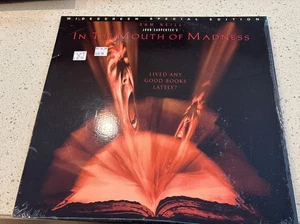 WIDESCREEN SPECIAL EDITION
SAM NEILL
JOHN CARPENTER'S
IN THE MOUTH OF MADNESS
LIVED ANY
GOOD BOOKS
LATELY?